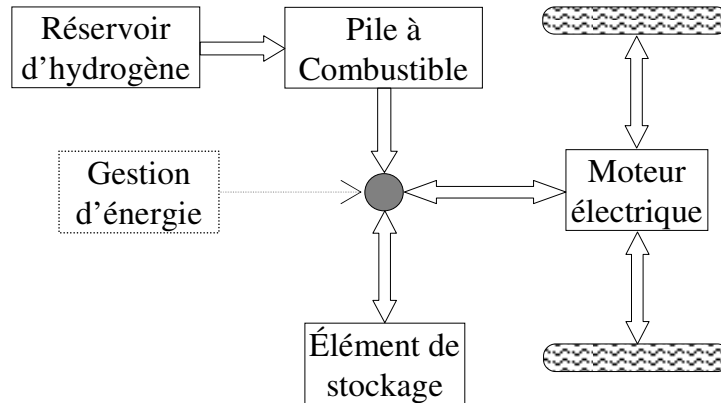 Réservoir
d'hydrogène
Pile à
Combustible
Gestion
d'énergie
Moteur
électrique
Élément de
stockage